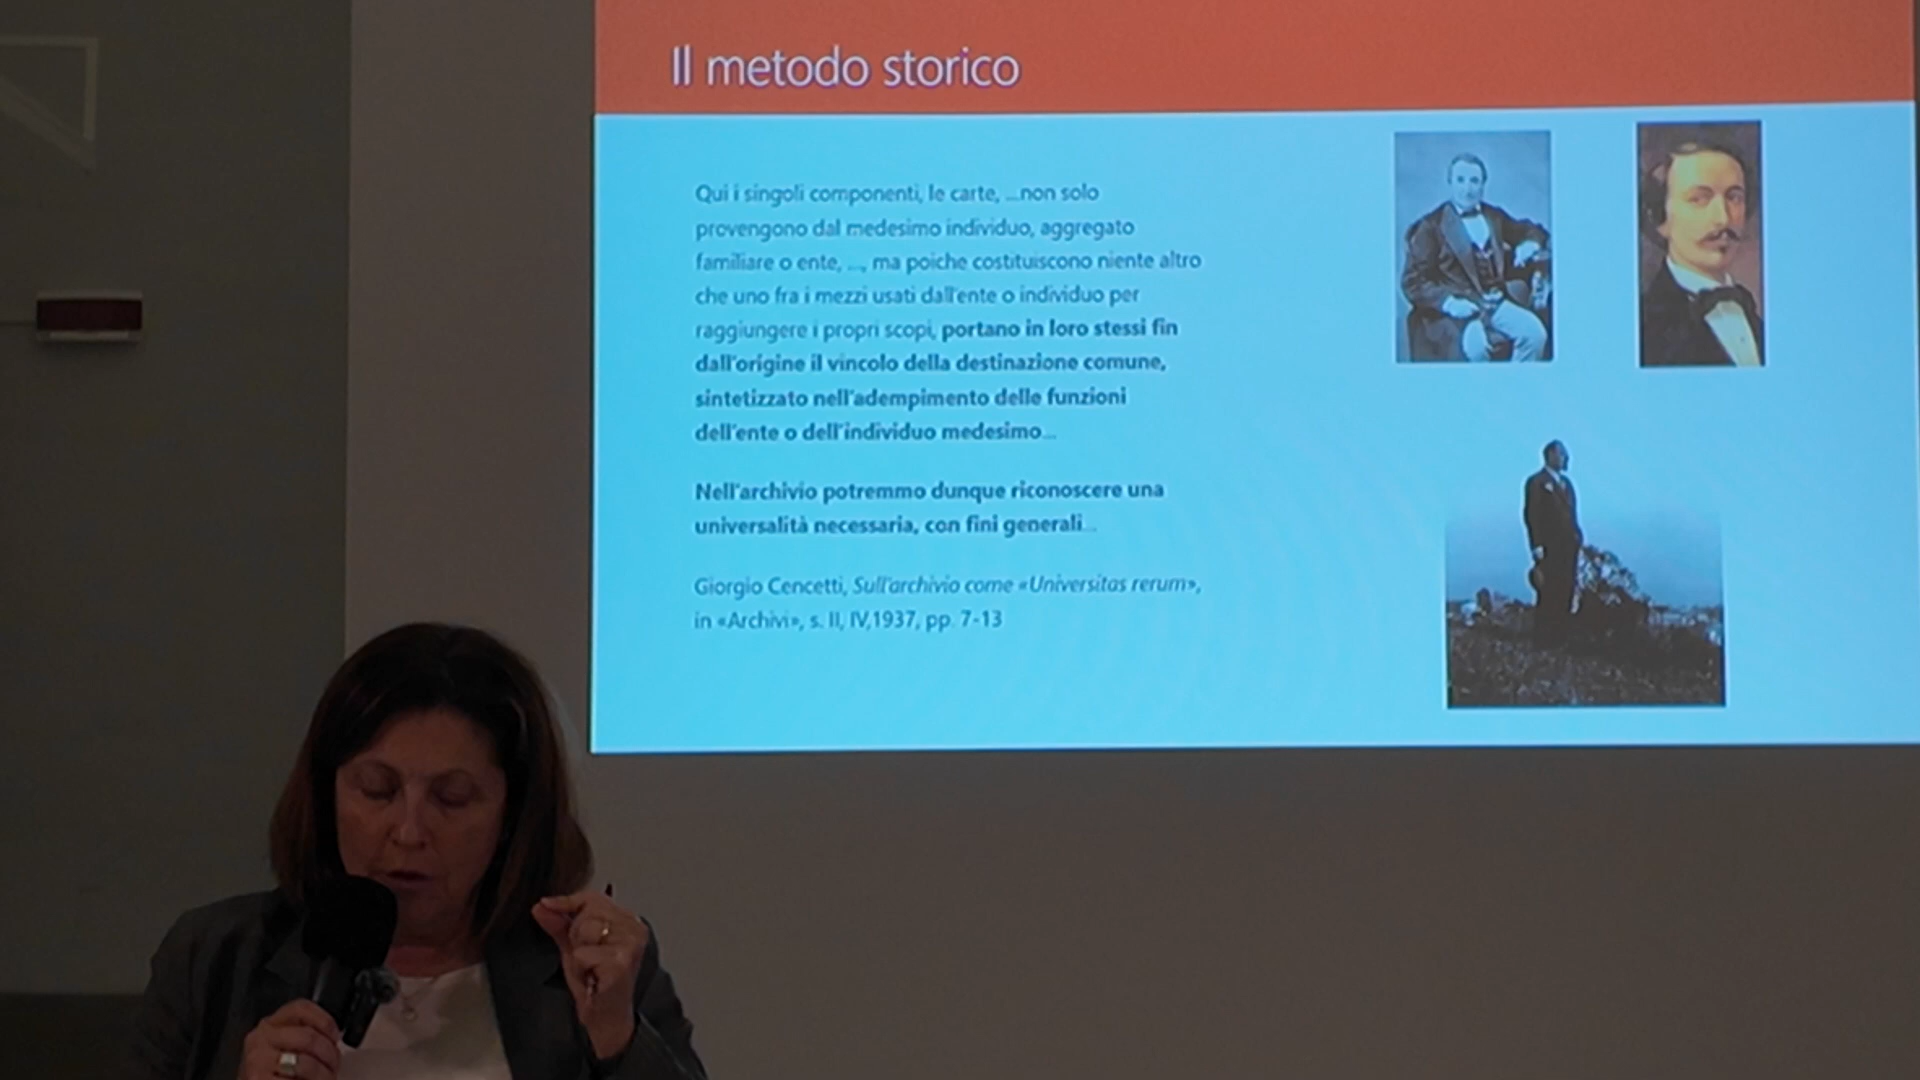 Il metodo storico
Qui i singoli componenti, le carte, ...non solo
provengono dal medesimo individuo, aggregato
familiare o ente, ..., ma poiche costituiscono niente altro
che uno fra i mezzi usati dall'ente o individuo per
raggiungere i propri scopi, portano in loro stessi fin
dall'origine il vincolo della destinazione comune,
sintetizzato nell'adempimento delle funzioni
dell'ente o dell'individuo medesimo...
Nell'archivio potremmo dunque riconoscere una
universalità necessaria, con fini generali...
Giorgio Cencetti, Sull'archivio come «Universitas rerum»,
in «Archivi», s. II, IV,1937, pp. 7-13